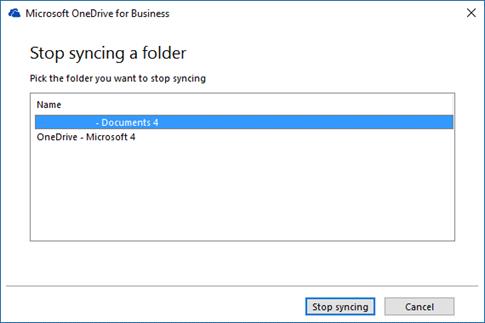 Microsoft OneDrive for Business
Stop syncing a folder
Pick the folder you want to stop syncing
Name
- Documents 4
OneDrive - Microsoft 4
Stop syncing Cancel